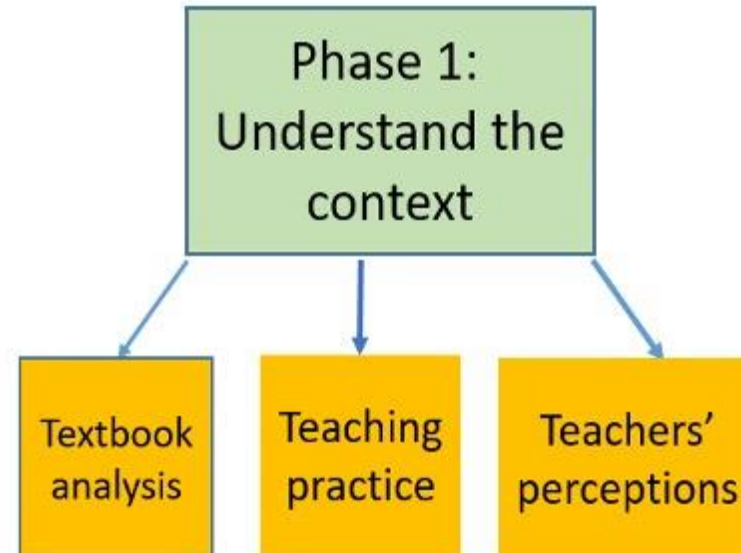 Phase 1:
Understand the
context
Textbook
analysis
Teaching
practice
Teachers’
perceptions